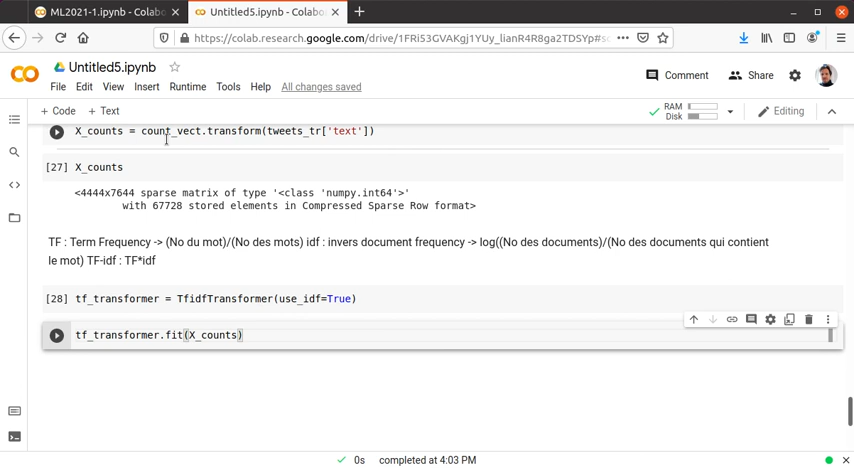 ML2021-1.ipynb - Colabo
Untitled5.ipynb - Colabo
https://colab.research.google.com/drive/1FRi53GVAKgj1YUy_lianR4R8ga2TDSYp#sc
Untitled5.ipynb
Comment
Share
File Edit View Insert Runtime Tools Help All changes saved
+ Code + Text
RAM
Disk
Editing
X_counts = count_vect.transform(tweets_tr['text'])
[27] X_counts
<4444x7644 sparse matrix of type '<class 'numpy.int64'>'
with 67728 stored elements in Compressed Sparse Row format>
TF : Term Frequency -> (No du mot)/(No des mots) idf : invers document frequency -> log((No des documents)/(No des documents qui contient
le mot) TF-idf : TF*idf
[28] tf_transformer = TfidfTransformer(use_idf=True)
tf_transformer.fit(X_counts)
0s completed at 4:03 PM